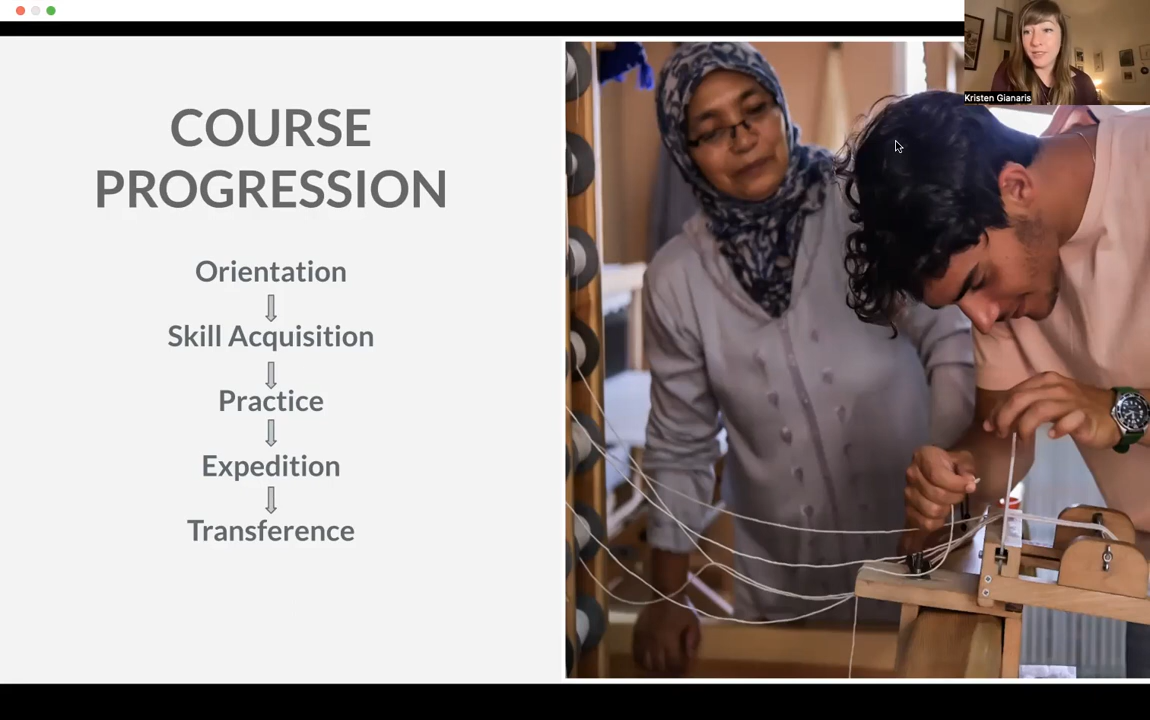 Kristen Gianaris
COURSE
PROGRESSION
Orientation
Skill Acquisition
Practice
Expedition
Transference